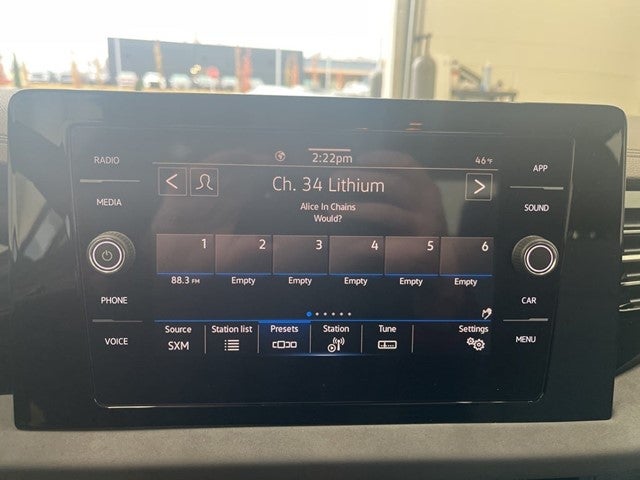 RADIO
MEDIA
PHONE
VOICE
2:22pm
46°F
Ch. 34 Lithium
Alice In Chains
Would?
1 2 3 4 5 6
88.3 FM Empty Empty Empty Empty Empty
Source Station list Presets Station Tune Settings
SXM
APP
SOUND
CAR
MENU